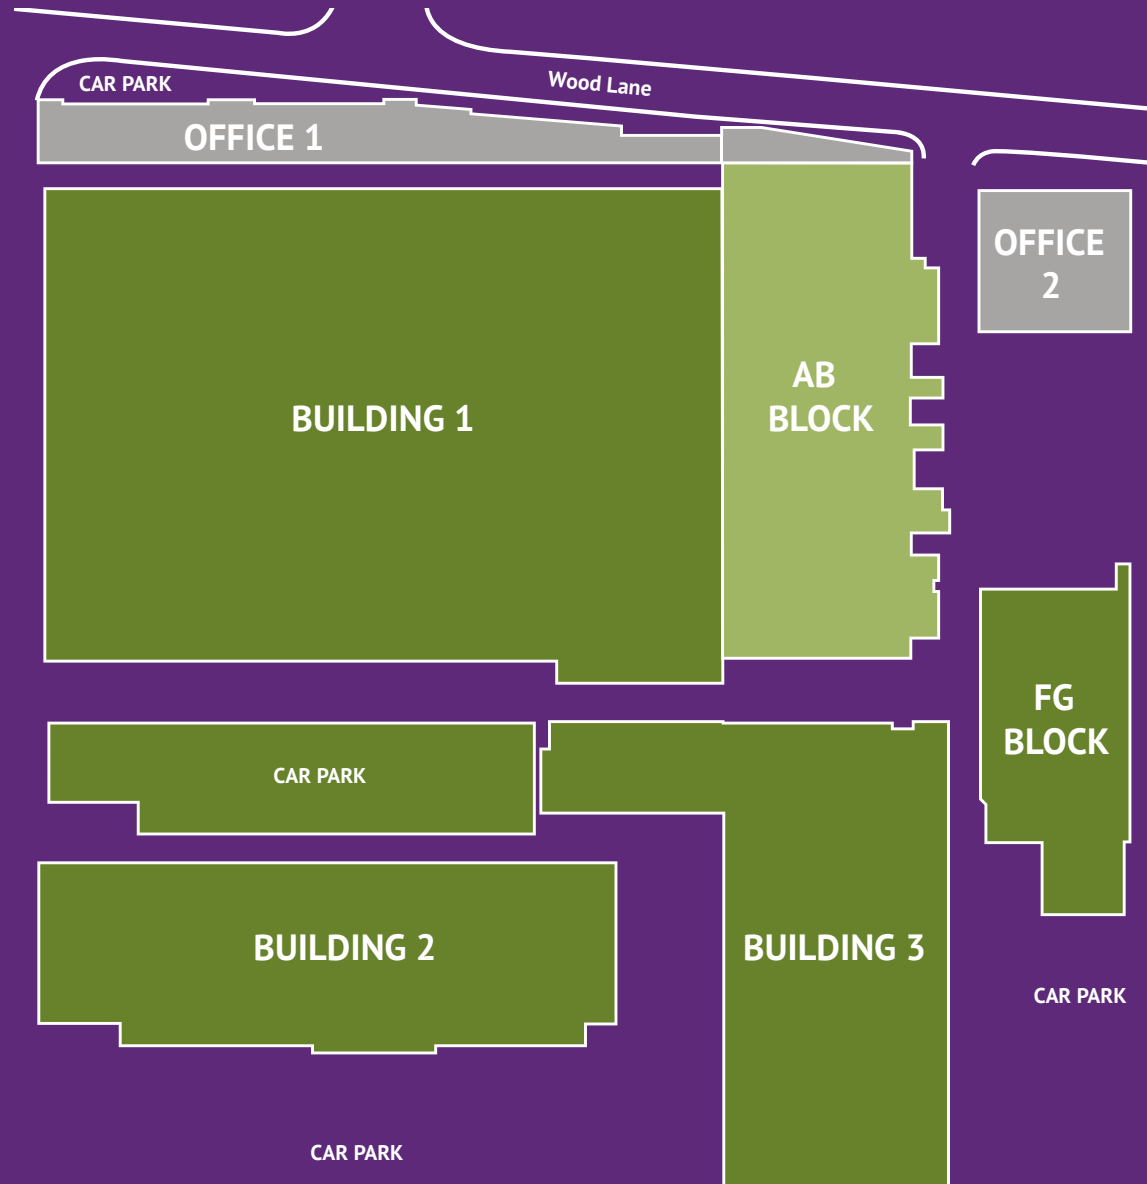 Wood Lane
CAR PARK
OFFICE 1
OFFICE
2
AB
BLOCK
BUILDING 1
FG
BLOCK
CAR PARK
BUILDING 2
BUILDING 3
CAR PARK
CAR PARK